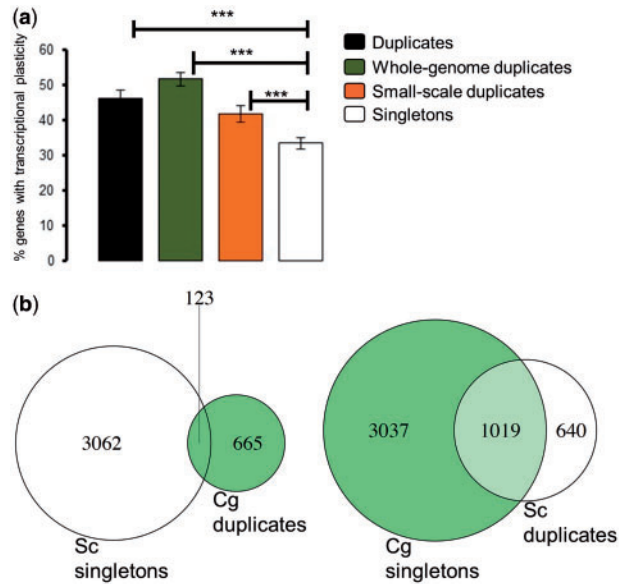 (a)
***
***
***
% genes with transcriptional plasticity
60
50
40
30
20
10
0
Duplicates
Whole-genome duplicates
Small-scale duplicates
Singletons
(b)
123
3062
665
Cg
duplicates
Sc
singletons
3037
1019
640
Sc
duplicates
Cg
singletons